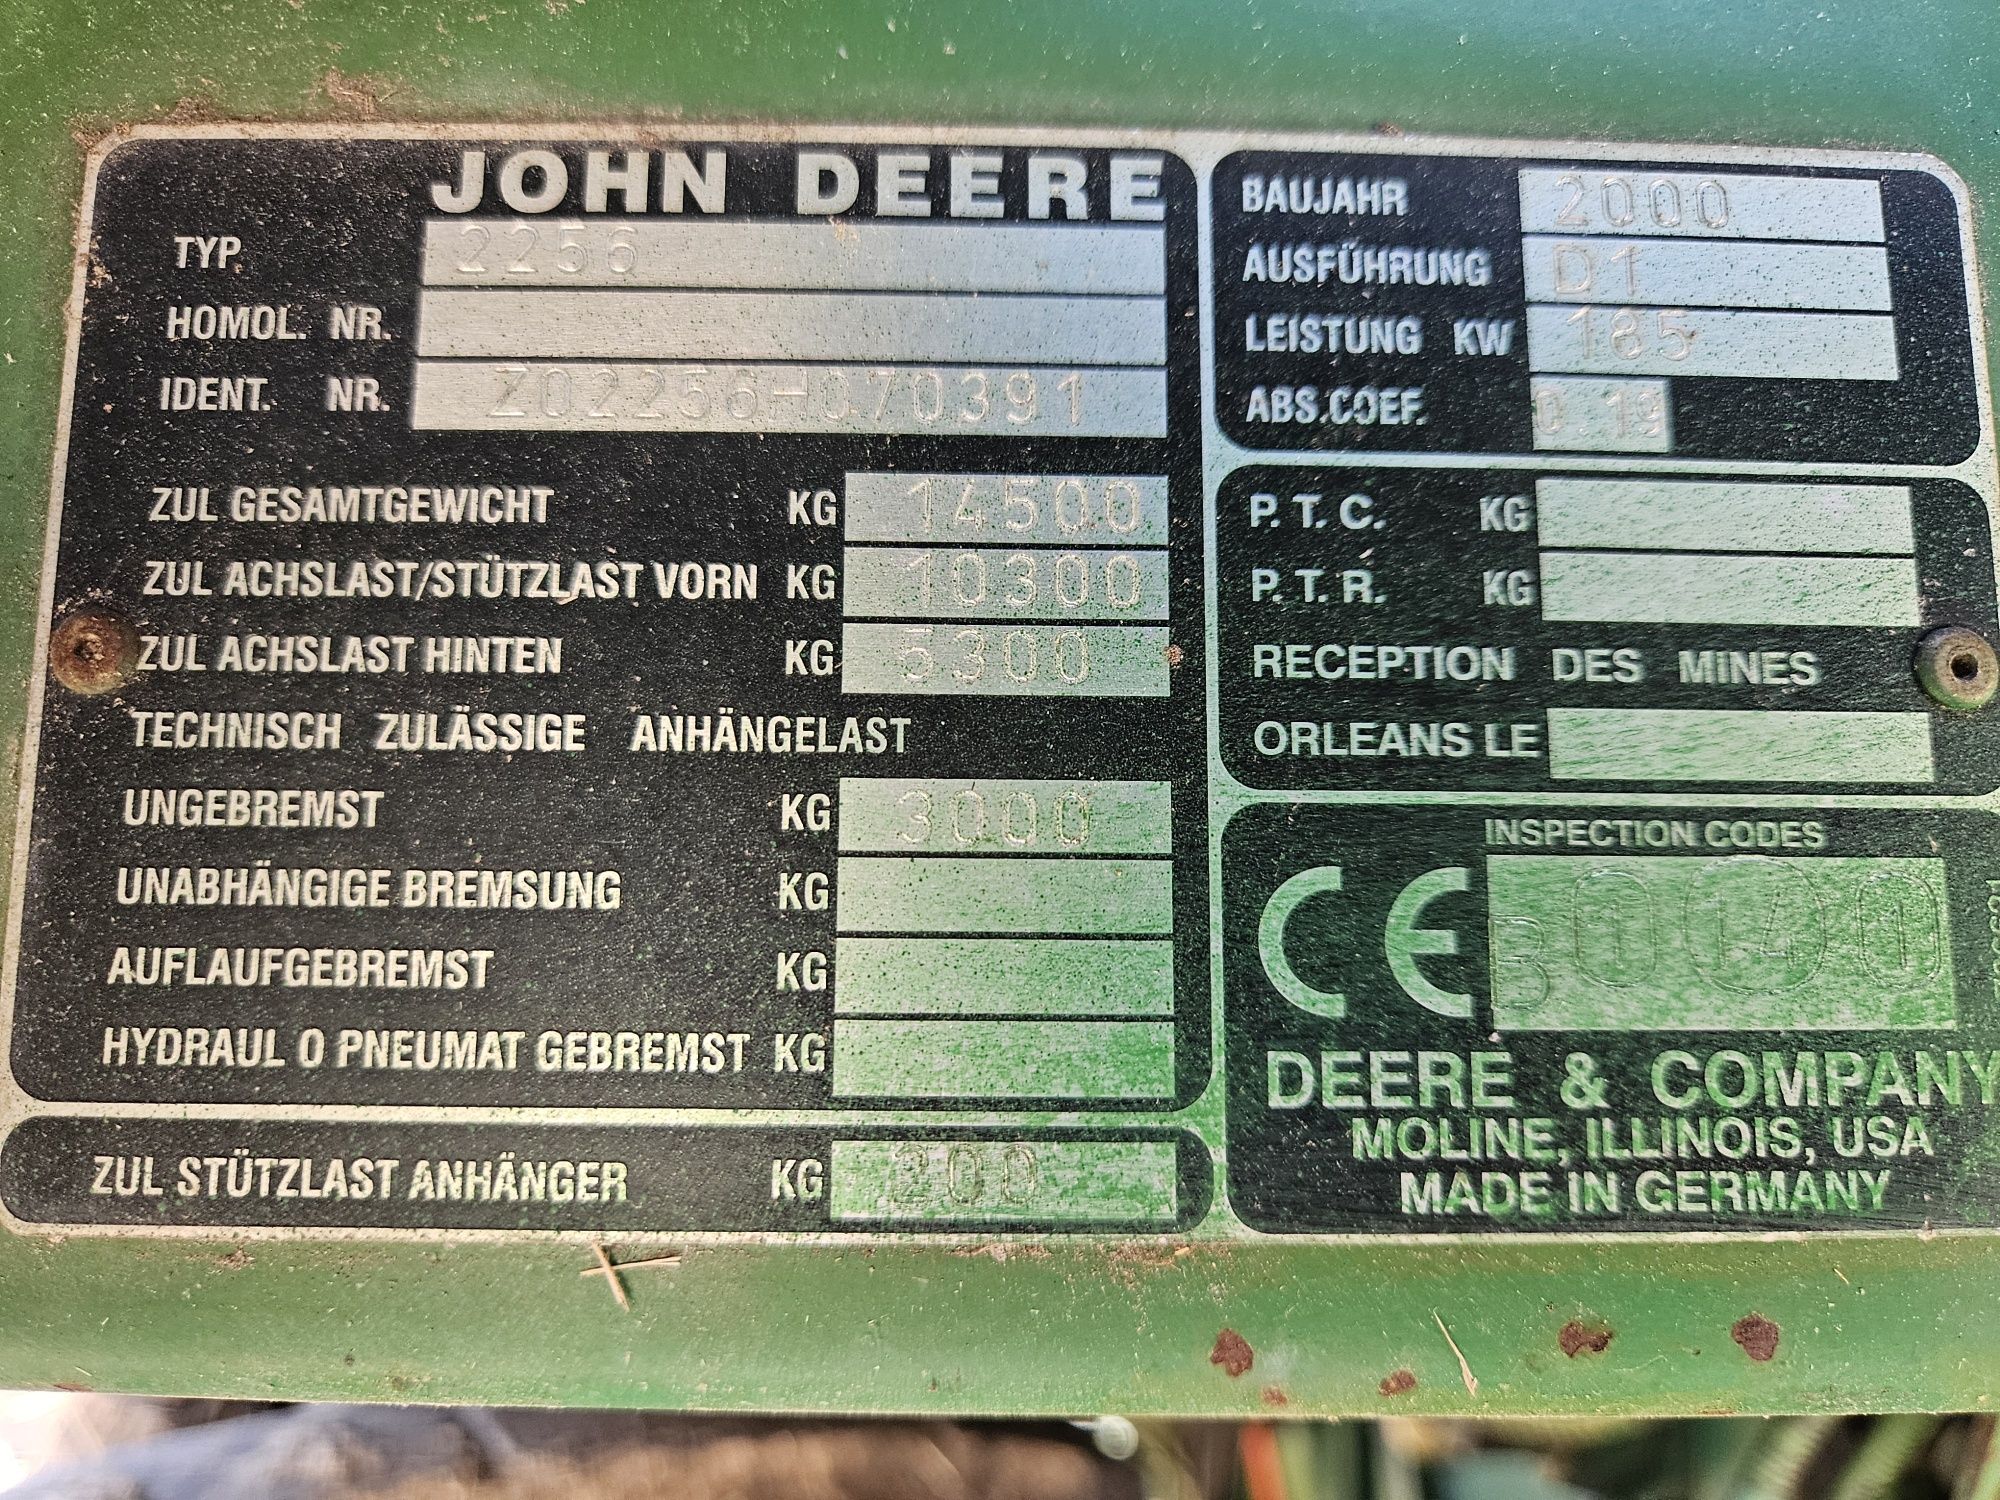 JOHN DEERE
TYP 2256
HOMOL. NR.
IDENT. NR. Z02256H070391
ZUL GESAMTGEWICHT KG 14500
ZUL ACHSLAST/STÜTZLAST VORN KG 10300
ZUL ACHSLAST HINTEN KG 5300
TECHNISCH ZULÄSSIGE ANHÄNGELAST
UNGEBREMST KG 3000
UNABHÄNGIGE BREMSUNG KG
AUFLAUFGEBREMST KG
HYDRAUL O PNEUMAT GEBREMST KG
ZUL STÜTZLAST ANHÄNGER KG 200
BAUJAHR 2000
AUSFÜHRUNG D1
LEISTUNG KW 185
ABS.COEF. 0.19
P. T. C. KG
P. T. R. KG
RECEPTION DES MINES
ORLEANS LE
INSPECTION CODES
CE B 1 14 1
DEERE & COMPANY
MOLINE, ILLINOIS, USA
MADE IN GERMANY